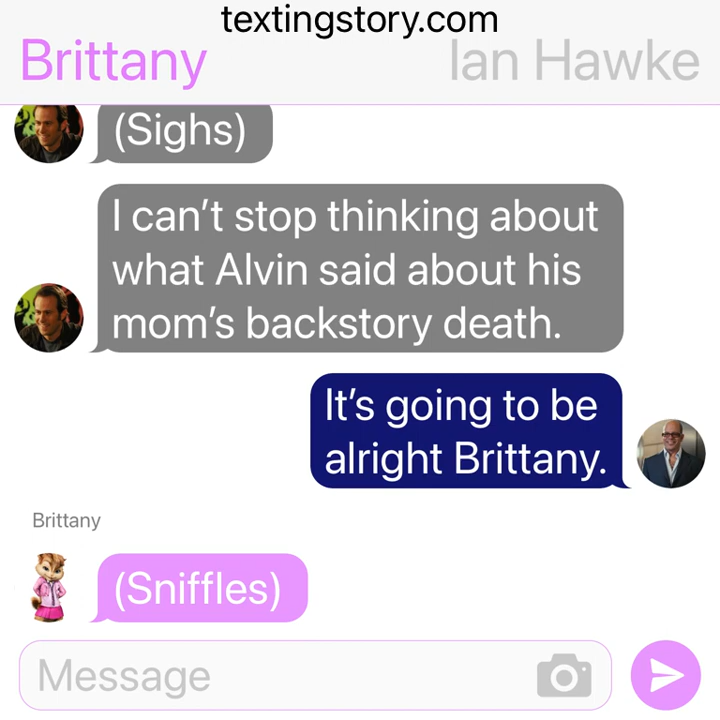 textingstory.com
Brittany
Ian Hawke
(Sighs)
I can’t stop thinking about
what Alvin said about his
mom’s backstory death.
It’s going to be
alright Brittany.
Brittany
(Sniffles)
Message